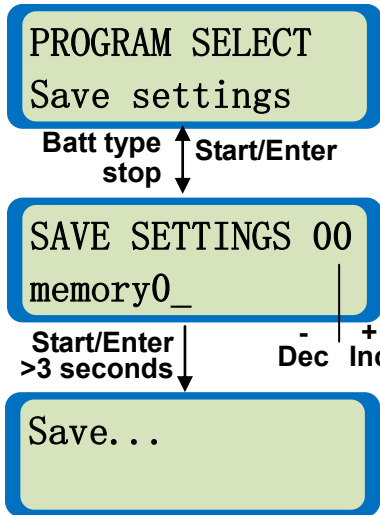 PROGRAM SELECT
Save settings
Batt type
stop
Start/Enter
SAVE SETTINGS 00
memory0_
Start/Enter
>3 seconds
- +
Dec Inc
Save...